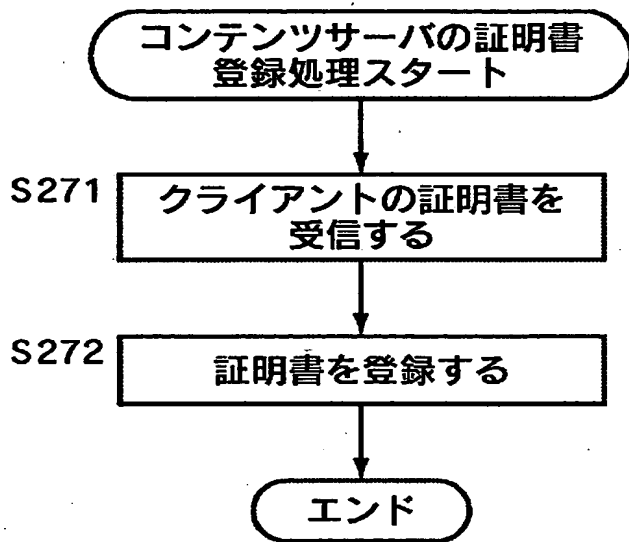 コンテンツサーバの証明書
登録処理スタート
S271
クライアントの証明書を
受信する
S272
証明書を登録する
エンド